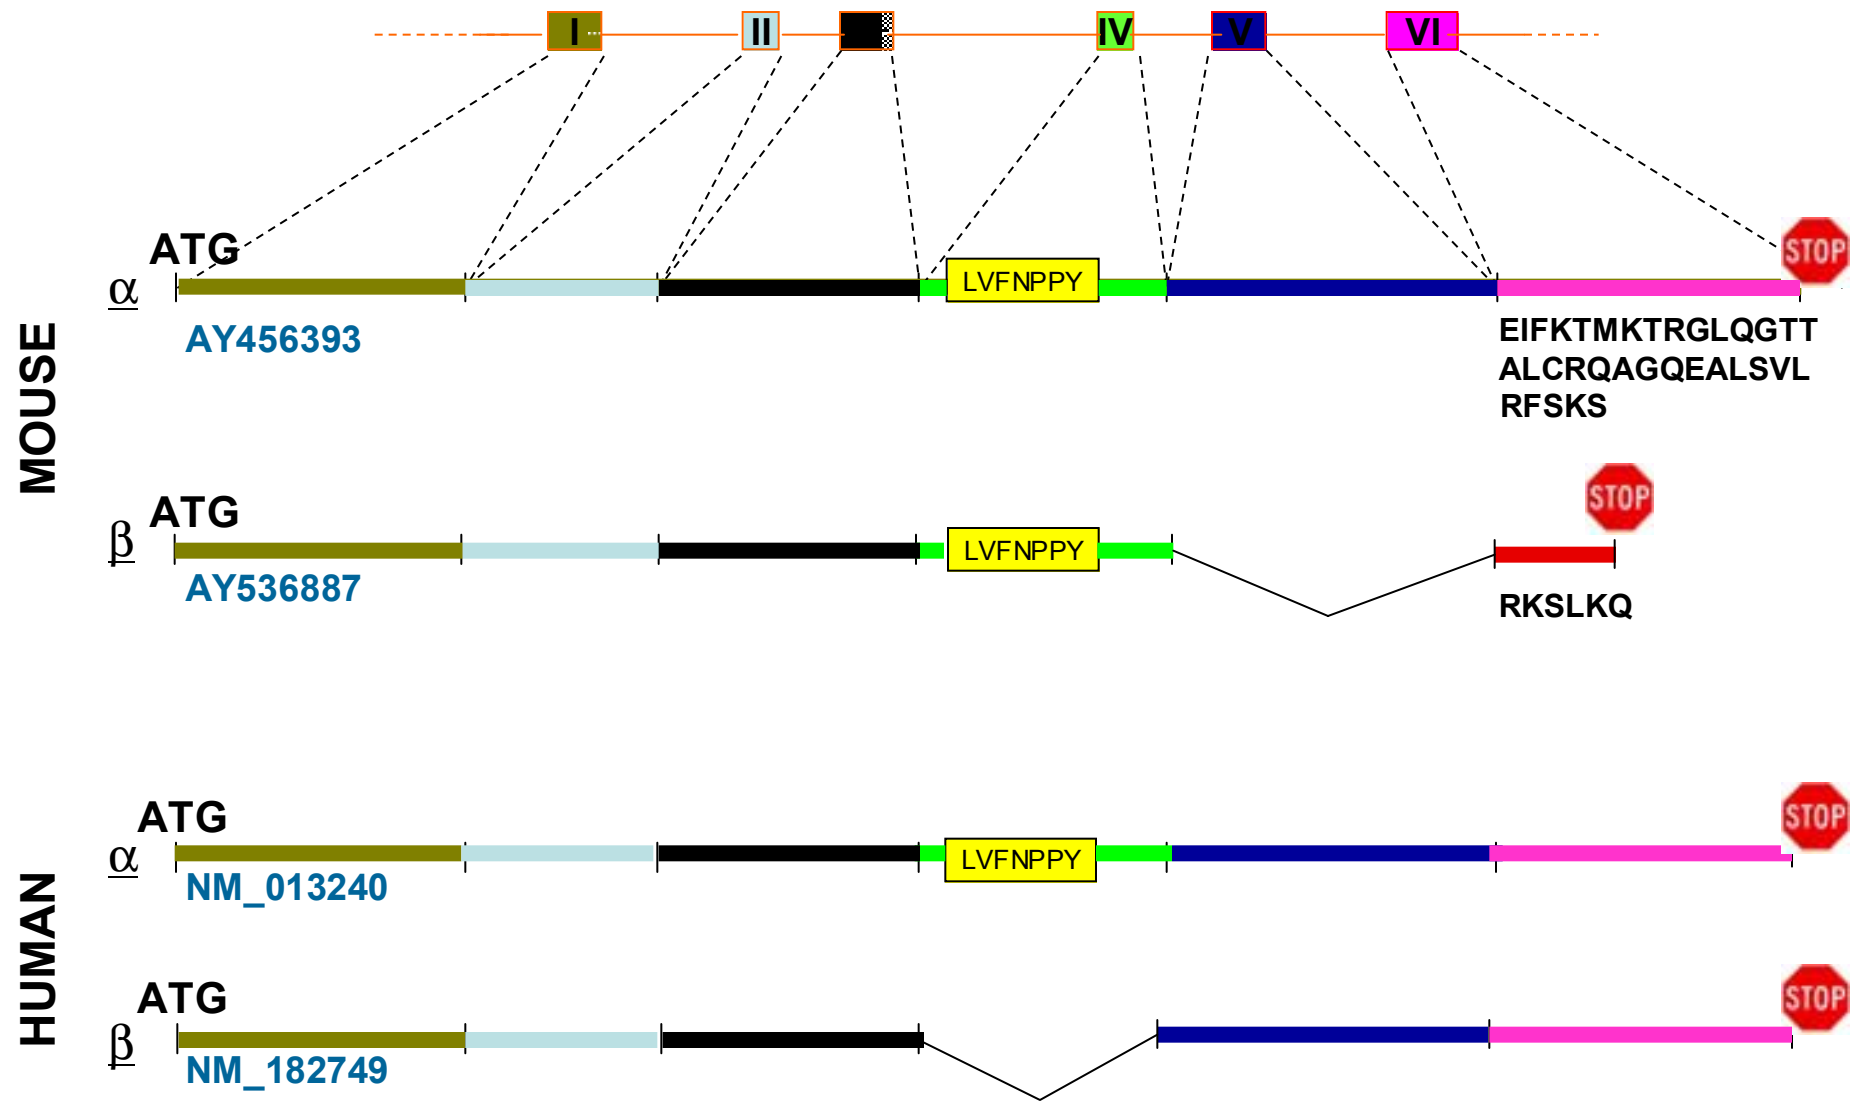 I II IV V VI
MOUSE
ATG
STOP
α
LVFNPPY
AY456393
EIFKTMKTRGLQGTT
ALCRQAGQEALSVL
RFSKS
STOP
ATG
β
LVFNPPY
AY536887
RKSLKQ
HUMAN
ATG
STOP
α
LVFNPPY
NM_013240
ATG
STOP
β
NM_182749